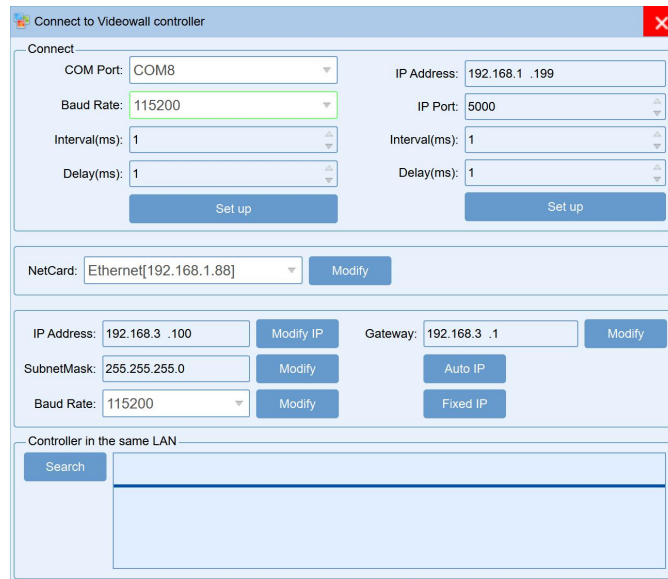 Connect to Videowall controller
Connect
COM Port: COM8
IP Address: 192.168.1 .199
Baud Rate: 115200
IP Port: 5000
Interval(ms): 1
Interval(ms): 1
Delay(ms): 1
Delay(ms): 1
Set up
Set up
NetCard: Ethernet[192.168.1.88] Modify
IP Address: 192.168.3 .100 Modify IP Gateway: 192.168.3 .1 Modify
SubnetMask: 255.255.255.0 Modify Auto IP
Baud Rate: 115200 Modify Fixed IP
Controller in the same LAN
Search